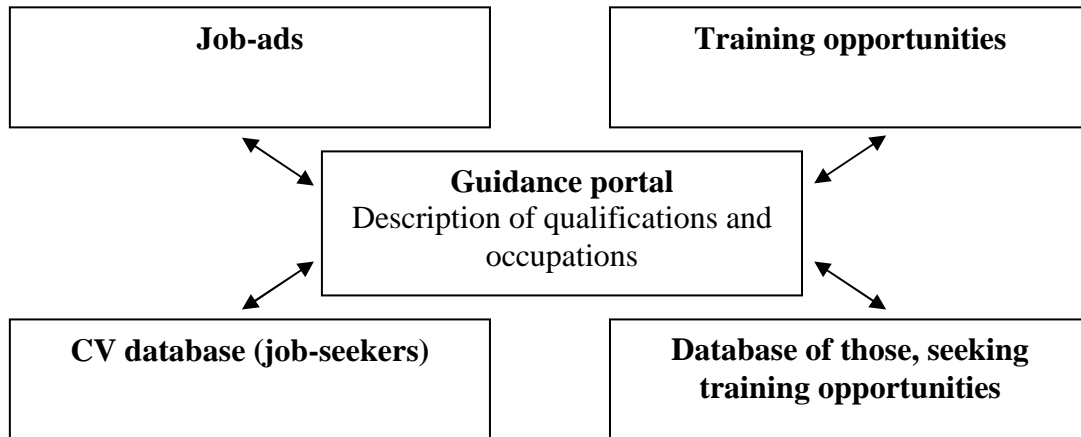 Job-ads
Training opportunities
Guidance portal
Description of qualifications and
occupations
CV database (job-seekers)
Database of those, seeking
training opportunities